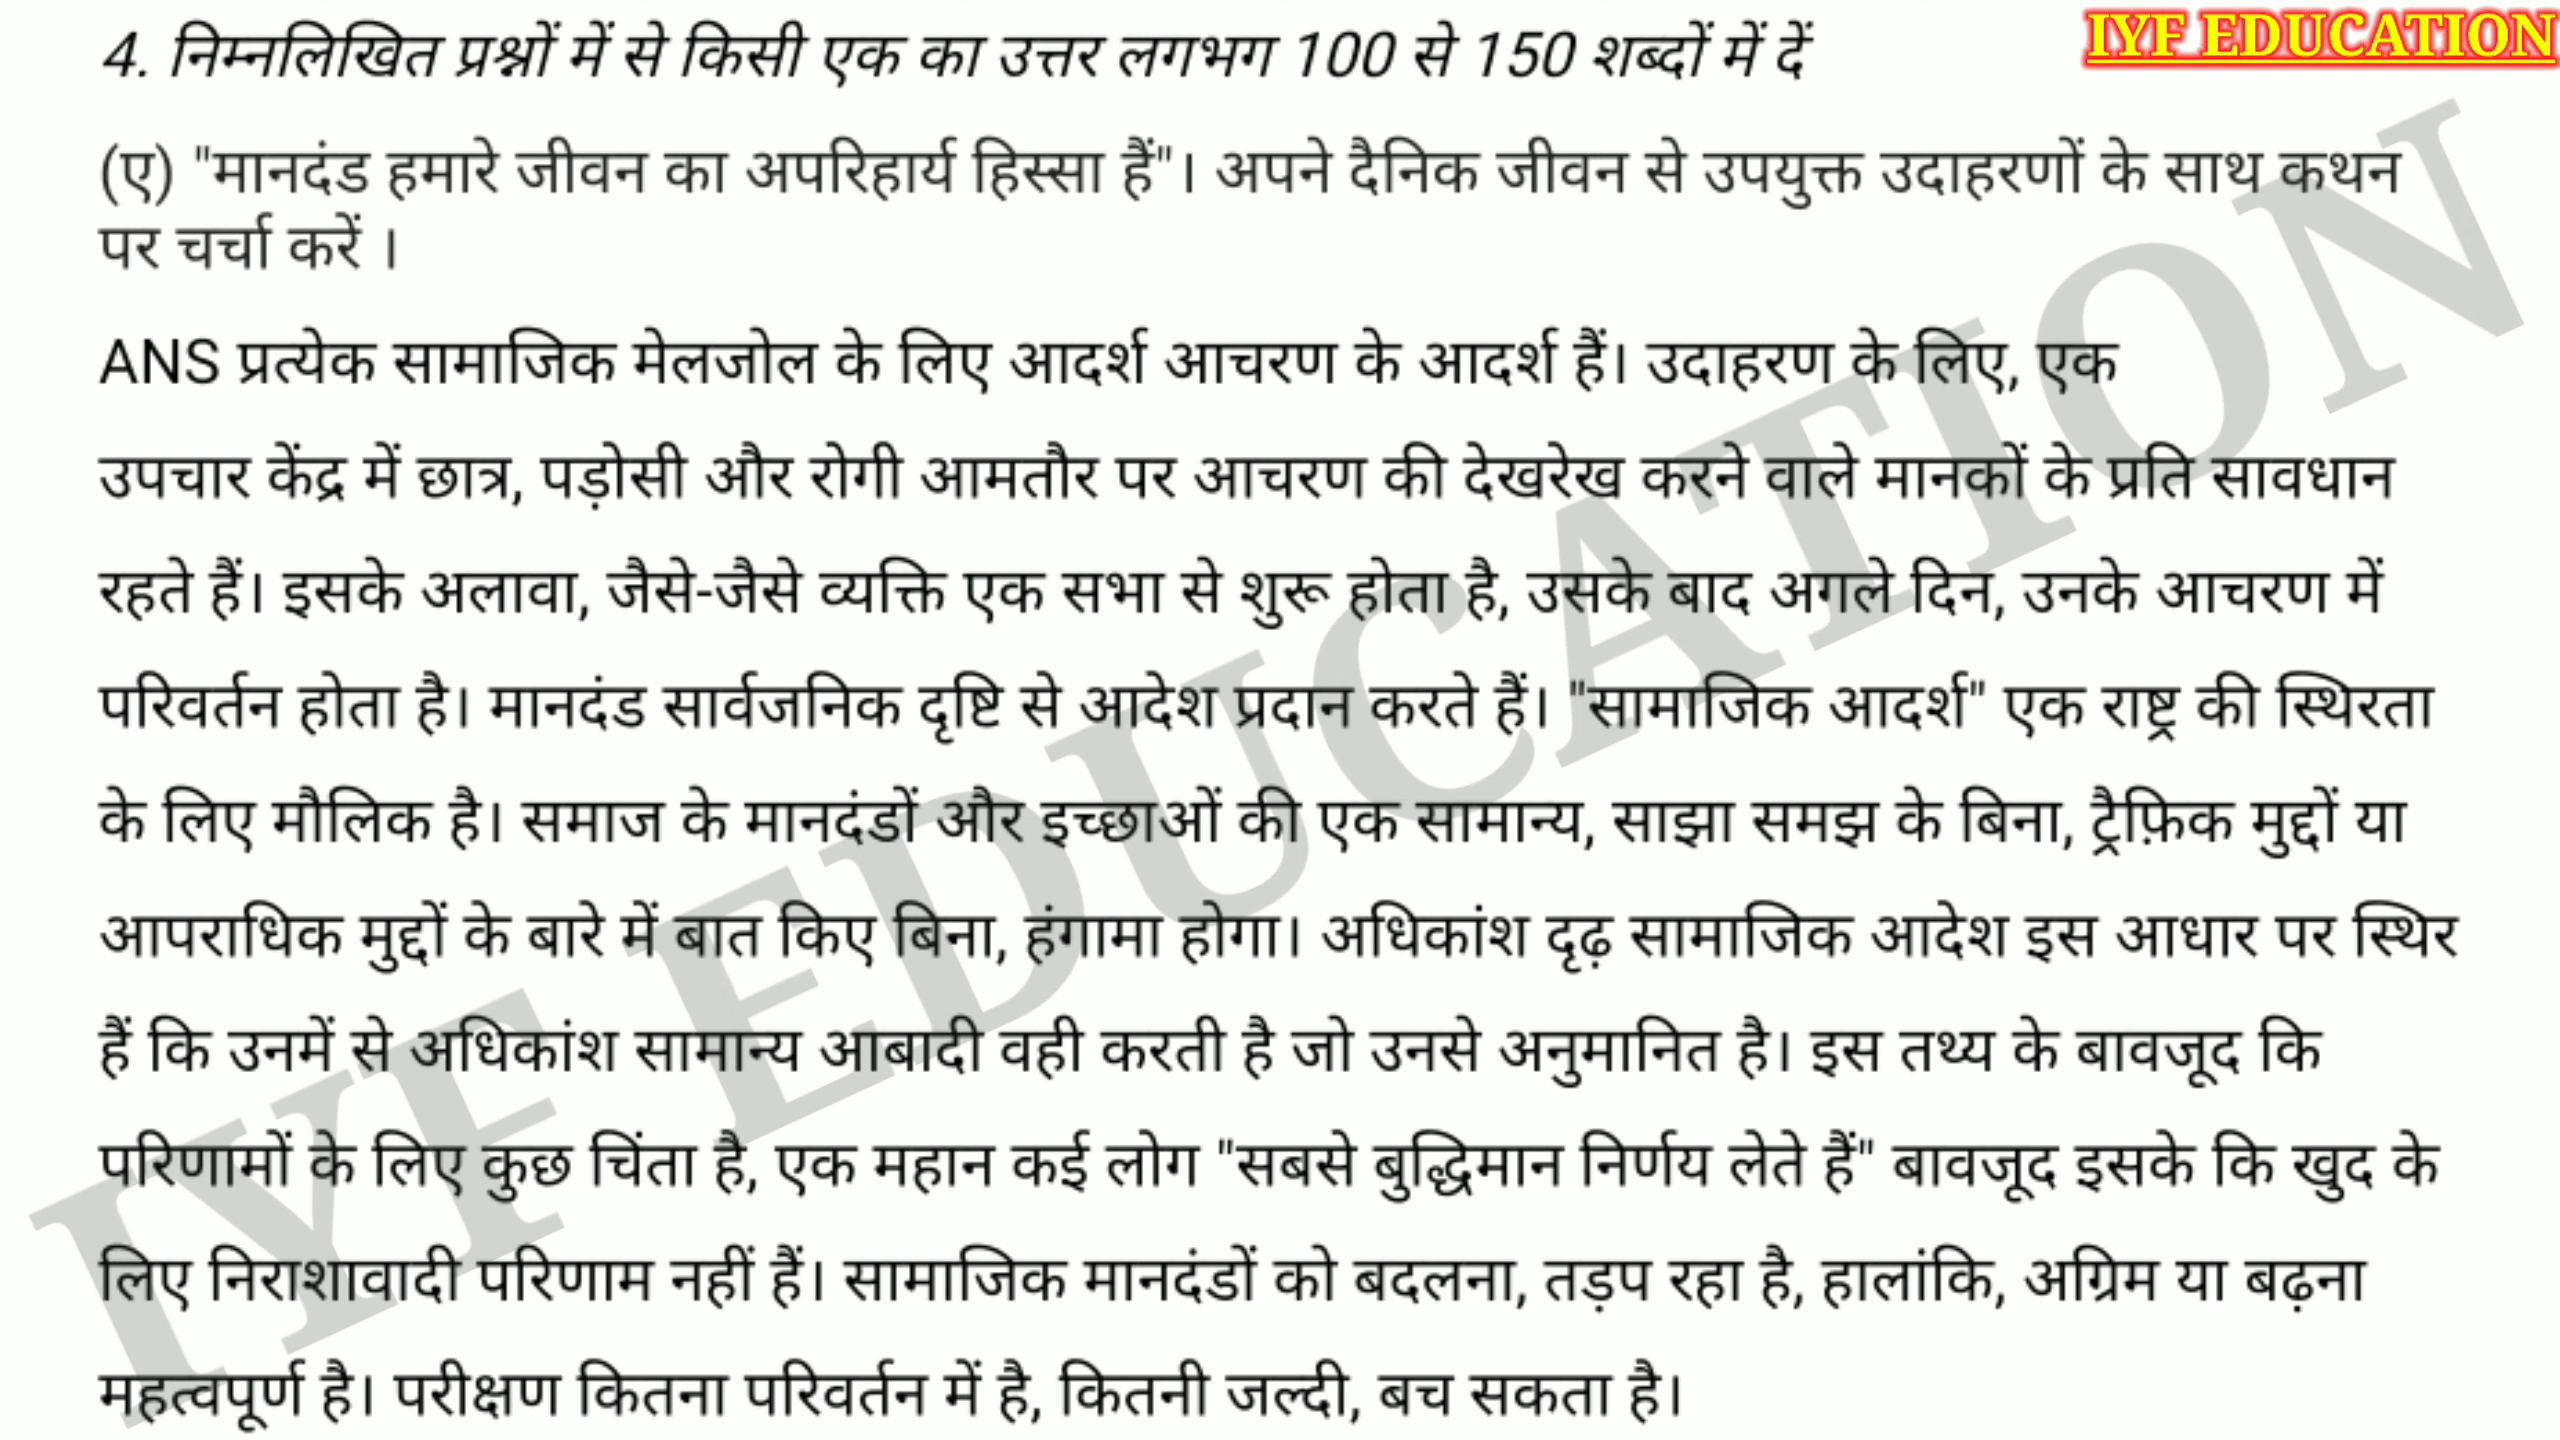 4. निम्नलिखित प्रश्नों में से किसी एक का उत्तर लगभग 100 से 150 शब्दों में दें
IYF EDUCATION
(ए) "मानदंड हमारे जीवन का अपरिहार्य हिस्सा हैं"। अपने दैनिक जीवन से उपयुक्त उदाहरणों के साथ कथन
पर चर्चा करें ।
ANS प्रत्येक सामाजिक मेलजोल के लिए आदर्श आचरण के आदर्श हैं। उदाहरण के लिए, एक
उपचार केंद्र में छात्र, पड़ोसी और रोगी आमतौर पर आचरण की देखरेख करने वाले मानकों के प्रति सावधान
रहते हैं। इसके अलावा, जैसे-जैसे व्यक्ति एक सभा से शुरू होता है, उसके बाद अगले दिन, उनके आचरण में
परिवर्तन होता है। मानदंड सार्वजनिक दृष्टि से आदेश प्रदान करते हैं। "सामाजिक आदर्श" एक राष्ट्र की स्थिरता
के लिए मौलिक है। समाज के मानदंडों और इच्छाओं की एक सामान्य, साझा समझ के बिना, ट्रैफ़िक मुद्दों या
आपराधिक मुद्दों के बारे में बात किए बिना, हंगामा होगा। अधिकांश दृढ़ सामाजिक आदेश इस आधार पर स्थिर
हैं कि उनमें से अधिकांश सामान्य आबादी वही करती है जो उनसे अनुमानित है। इस तथ्य के बावजूद कि
परिणामों के लिए कुछ चिंता है, एक महान कई लोग "सबसे बुद्धिमान निर्णय लेते हैं" बावजूद इसके कि खुद के
लिए निराशावादी परिणाम नहीं हैं। सामाजिक मानदंडों को बदलना, तड़प रहा है, हालांकि, अग्रिम या बढ़ना
महत्वपूर्ण है। परीक्षण कितना परिवर्तन में है, कितनी जल्दी, बच सकता है।
IYF EDUCATION